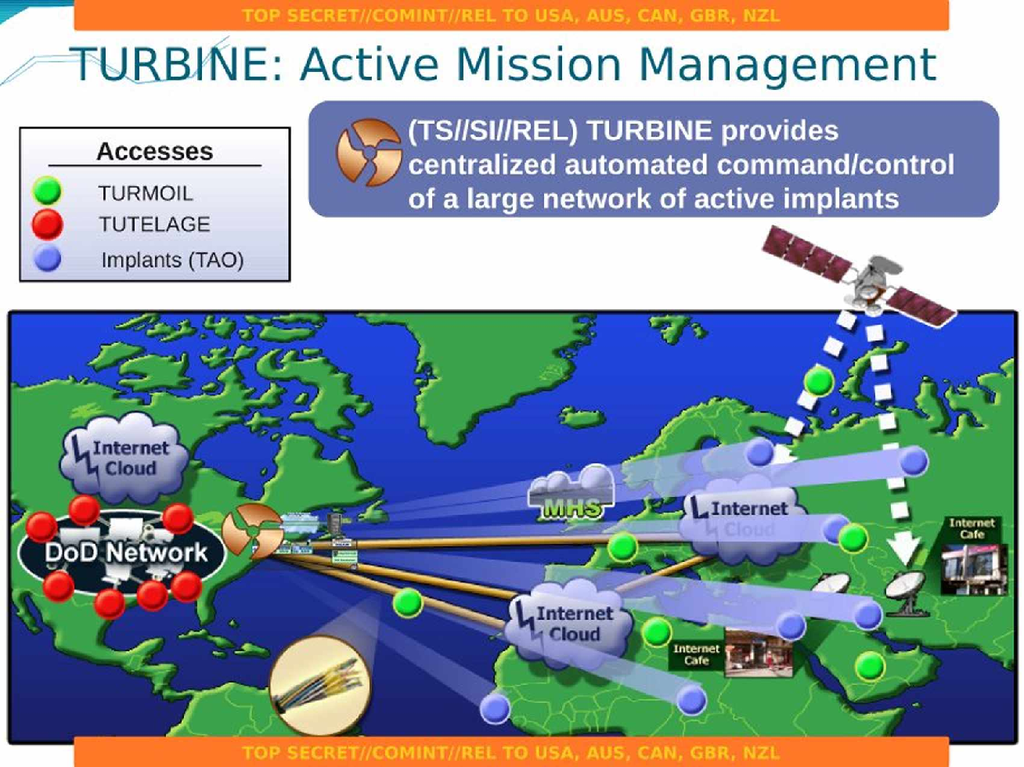 TOP SECRET//COMINT//REL TO USA, AUS, CAN, GBR, NZL
TURBINE: Active Mission Management
(TS//SI//REL) TURBINE provides
centralized automated command/control
of a large network of active implants
Accesses
TURMOIL
TUTELAGE
Implants (TAO)
Internet
Cloud
MHS
Internet
Cloud
Internet
Cafe
DoD Network
Internet
Cloud
Internet
Cafe
TOP SECRET//COMINT//REL TO USA, AUS, CAN, GBR, NZL